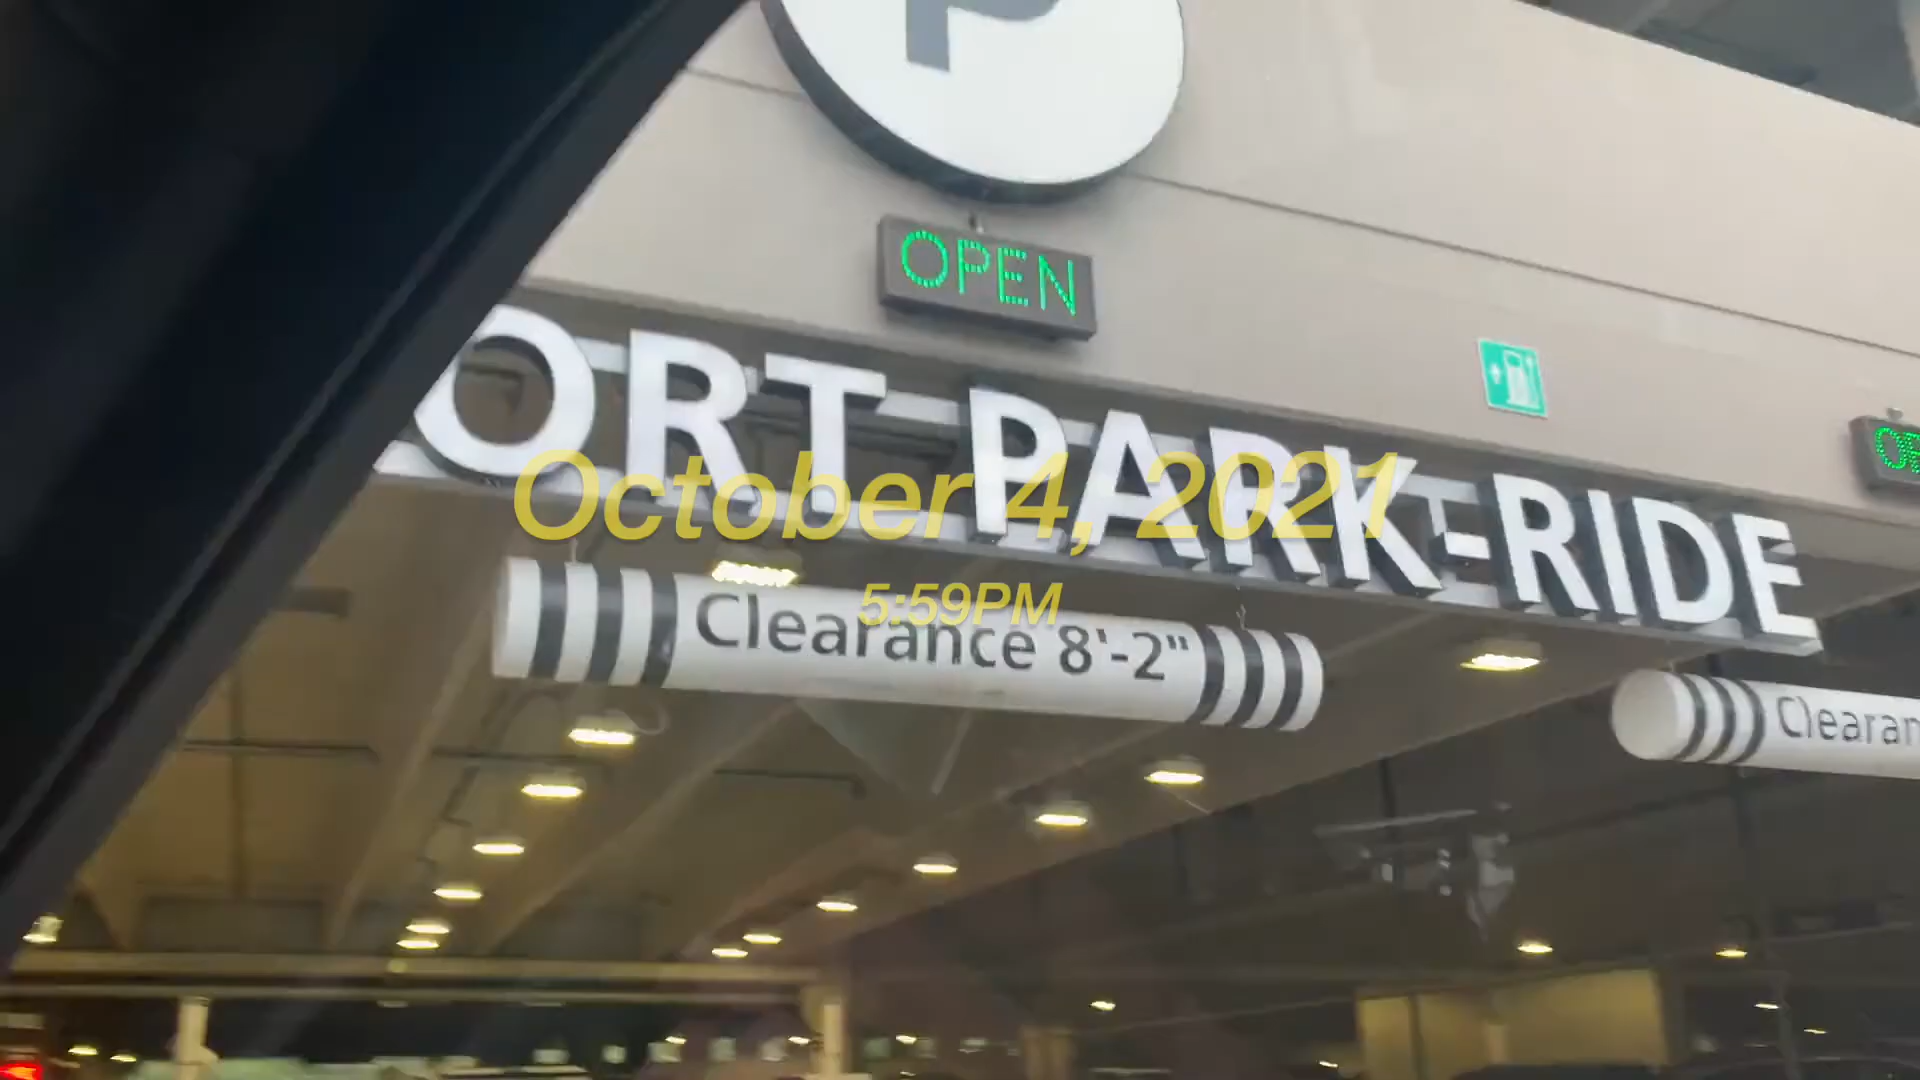 P
OPEN
ORT PARK-RIDE
October 4, 2021
5:59PM
Clearance 8'-2"
Clearan